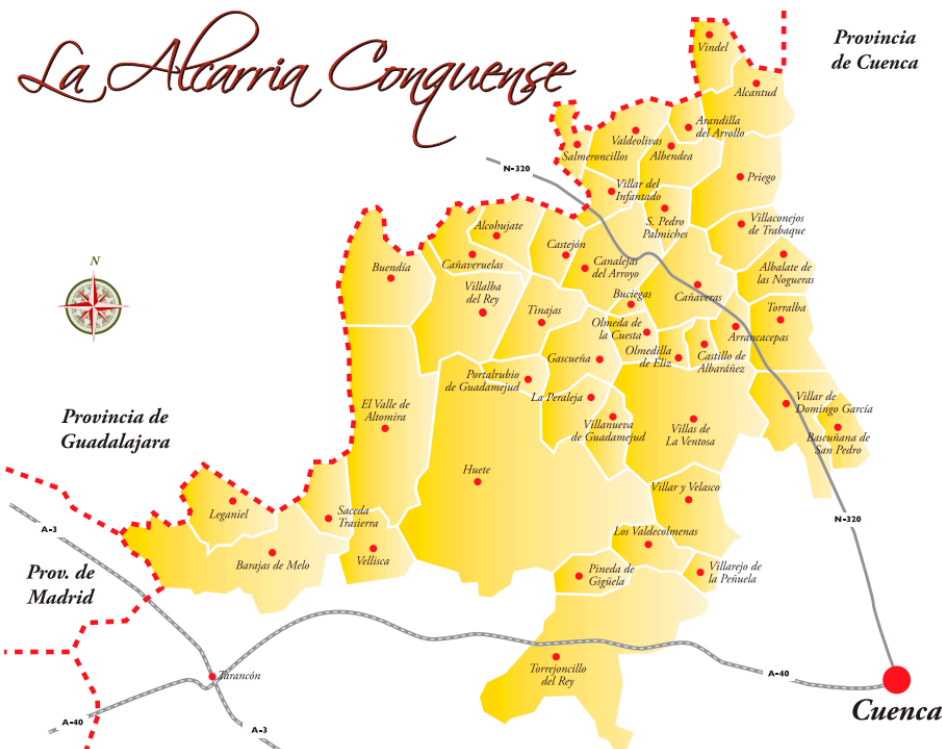 La Alcarria Conquense
Provincia
de Cuenca
Vindel
Alcantud
Arandilla
del Arrollo
Valdeolivas
Albendea
Salmeroncillos
N-320
Priego
Villar del
Infantado
S. Pedro
Palmiches
Villaconejos
de Trabaque
Alcohujate
Castejón
Cañaveruelas
Canalejas
del Arroyo
Albalate de
las Nogueras
N
Buendía
Villalba
del Rey
Buciegas
Cañaveras
Torralba
Tinajas
Olmeda de
la Cuesta
Arrancacepas
Gascueña
Olmedilla
de Éliz
Castillo de
Albaráñez
Portalrubio
de Guadamejud
La Peraleja
El Valle de
Altomira
Villar de
Domingo García
Provincia de
Guadalajara
Villanueva
de Guadamejud
Villas de
La Ventosa
Bascuñana de
San Pedro
Huete
Villar y Velasco
Leganiel
Saceda
Trasierra
N-320
A-3
Los Valdecolmenas
Barajas de Melo
Vellisca
Prov. de
Madrid
Pineda de
Gigüela
Villarejo de
la Peñuela
Torrejoncillo
del Rey
Tarancón
A-40
Cuenca
A-40
A-3